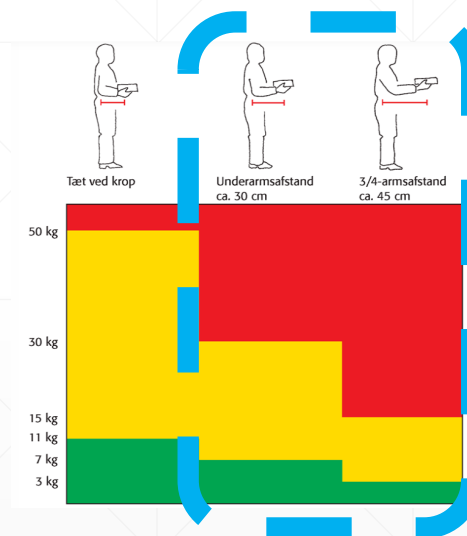 Tæt ved krop
Underarmsafstand
ca. 30 cm
3/4-armsafstand
ca. 45 cm
50 kg
30 kg
15 kg
11 kg
7 kg
3 kg